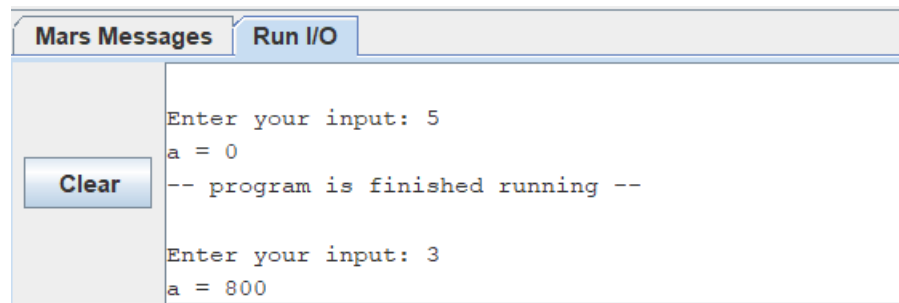 Mars Messages
Run I/O
Clear
Enter your input: 5
a = 0
-- program is finished running --
Enter your input: 3
a = 800